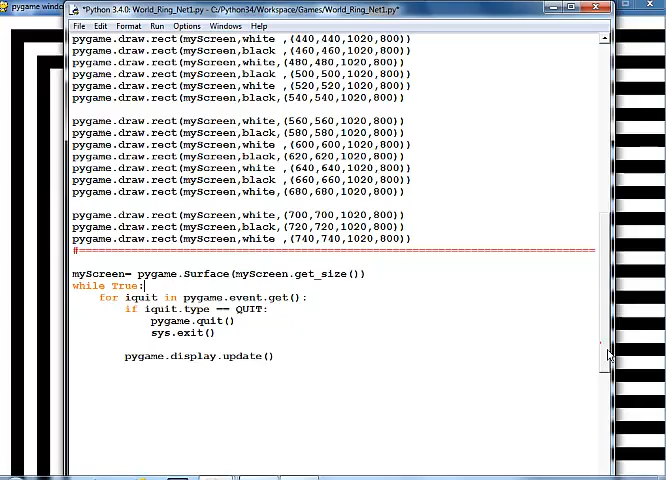 pygame windo
*Python 3.4.0: World_Ring_Net1.py - C:/Python34/Workspace/Games/World_Ring_Net1.py*
File Edit Format Run Options Windows Help
pygame.draw.rect(myScreen,white ,(440,440,1020,800))
pygame.draw.rect(myScreen,black ,(460,460,1020,800))
pygame.draw.rect(myScreen,white ,(480,480,1020,800))
pygame.draw.rect(myScreen,black ,(500,500,1020,800))
pygame.draw.rect(myScreen,white ,(520,520,1020,800))
pygame.draw.rect(myScreen,black,(540,540,1020,800))
pygame.draw.rect(myScreen,white,(560,560,1020,800))
pygame.draw.rect(myScreen,black ,(580,580,1020,800))
pygame.draw.rect(myScreen,white ,(600,600,1020,800))
pygame.draw.rect(myScreen,black ,(620,620,1020,800))
pygame.draw.rect(myScreen,white ,(640,640,1020,800))
pygame.draw.rect(myScreen,black ,(660,660,1020,800))
pygame.draw.rect(myScreen,white,(680,680,1020,800))
pygame.draw.rect(myScreen,white,(700,700,1020,800))
pygame.draw.rect(myScreen,black,(720,720,1020,800))
pygame.draw.rect(myScreen,white ,(740,740,1020,800))
#================================================================================
myScreen= pygame.Surface(myScreen.get_size())
while True:
for iquit in pygame.event.get():
if iquit.type == QUIT:
pygame.quit()
sys.exit()
pygame.display.update()